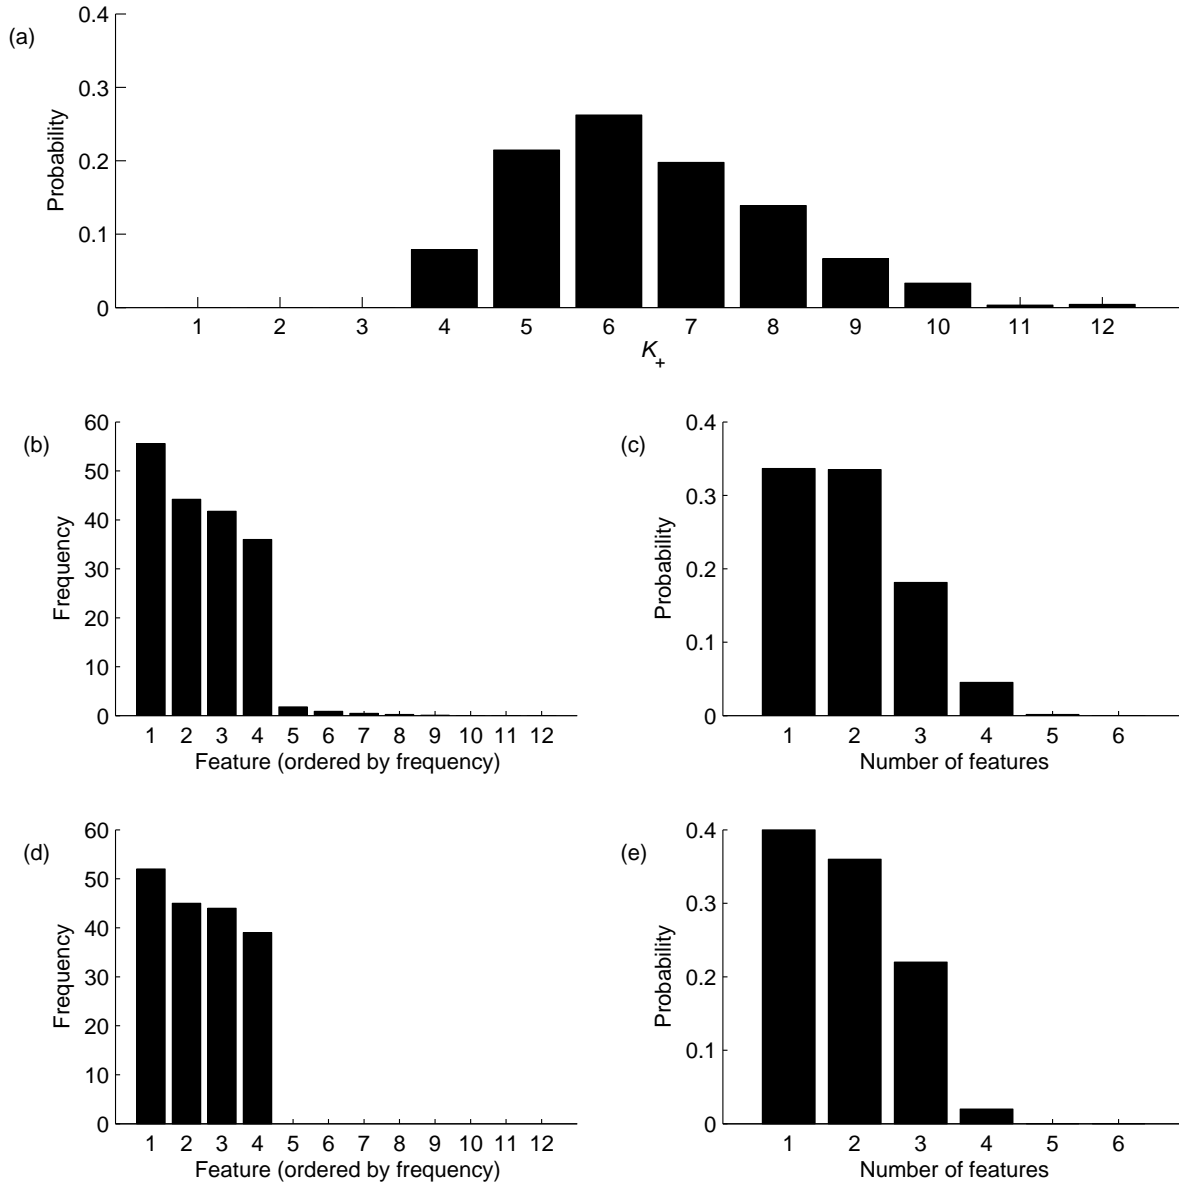 (a)
Probability
0.4
0.3
0.2
0.1
0
1 2 3 4 5 6 7 8 9 10 11 12
K+
(b)
Frequency
60
50
40
30
20
10
0
1 2 3 4 5 6 7 8 9 10 11 12
Feature (ordered by frequency)
(c)
Probability
0.4
0.3
0.2
0.1
0
1 2 3 4 5 6
Number of features
(d)
Frequency
60
50
40
30
20
10
0
1 2 3 4 5 6 7 8 9 10 11 12
Feature (ordered by frequency)
(e)
Probability
0.4
0.3
0.2
0.1
0
1 2 3 4 5 6
Number of features